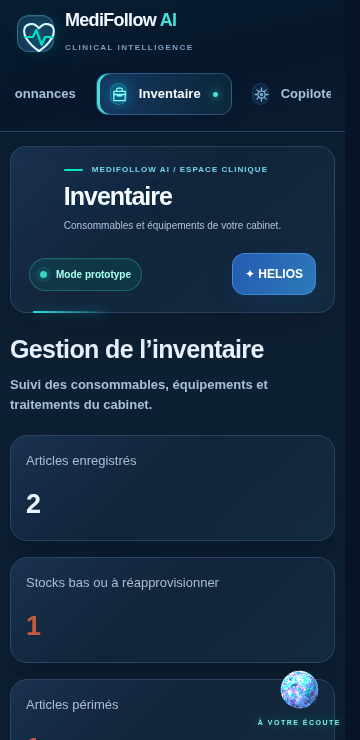 MediFollow AI
CLINICAL INTELLIGENCE
onnances
Inventaire
Copilote
MEDIFOLLOW AI / ESPACE CLINIQUE
Inventaire
Consommables et équipements de votre cabinet.
Mode prototype
✦ HELIOS
Gestion de l’inventaire
Suivi des consommables, équipements et
traitements du cabinet.
Articles enregistrés
2
Stocks bas ou à réapprovisionner
1
Articles périmés
À VOTRE ÉCOUTE